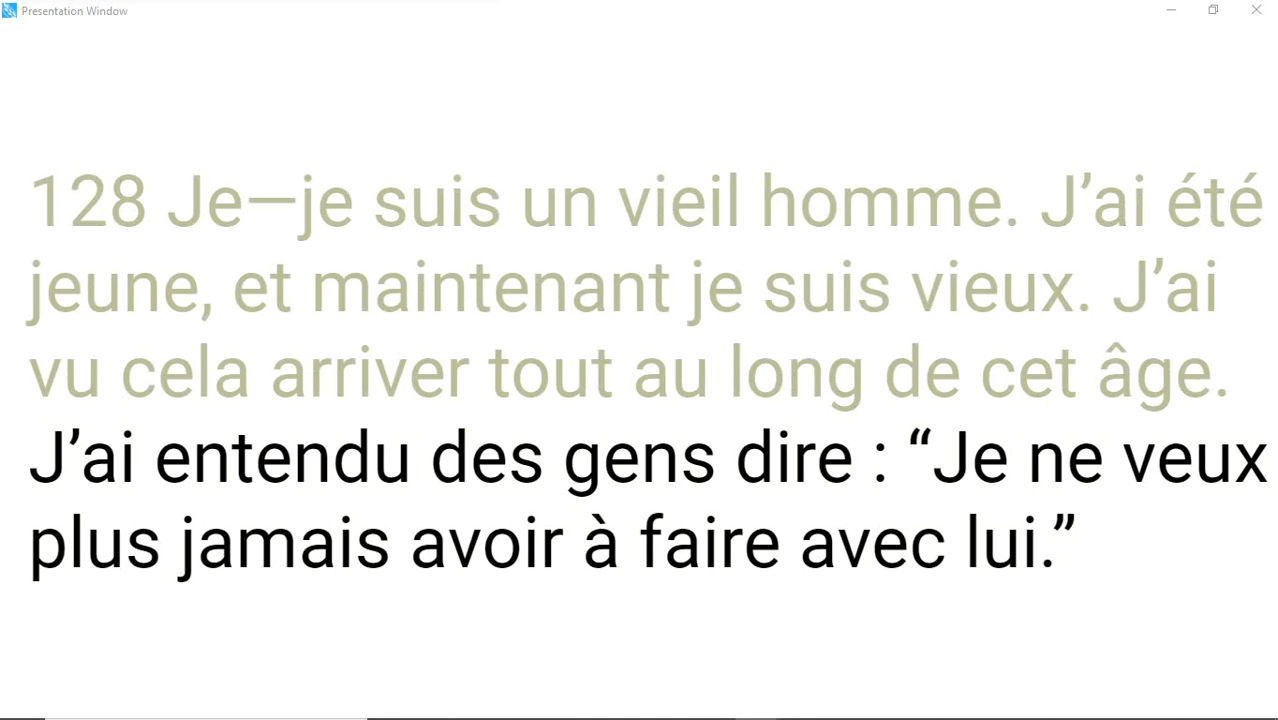 Presentation Window
128 Je—je suis un vieil homme. J’ai été
jeune, et maintenant je suis vieux. J’ai
vu cela arriver tout au long de cet âge.
J’ai entendu des gens dire : “Je ne veux
plus jamais avoir à faire avec lui.”